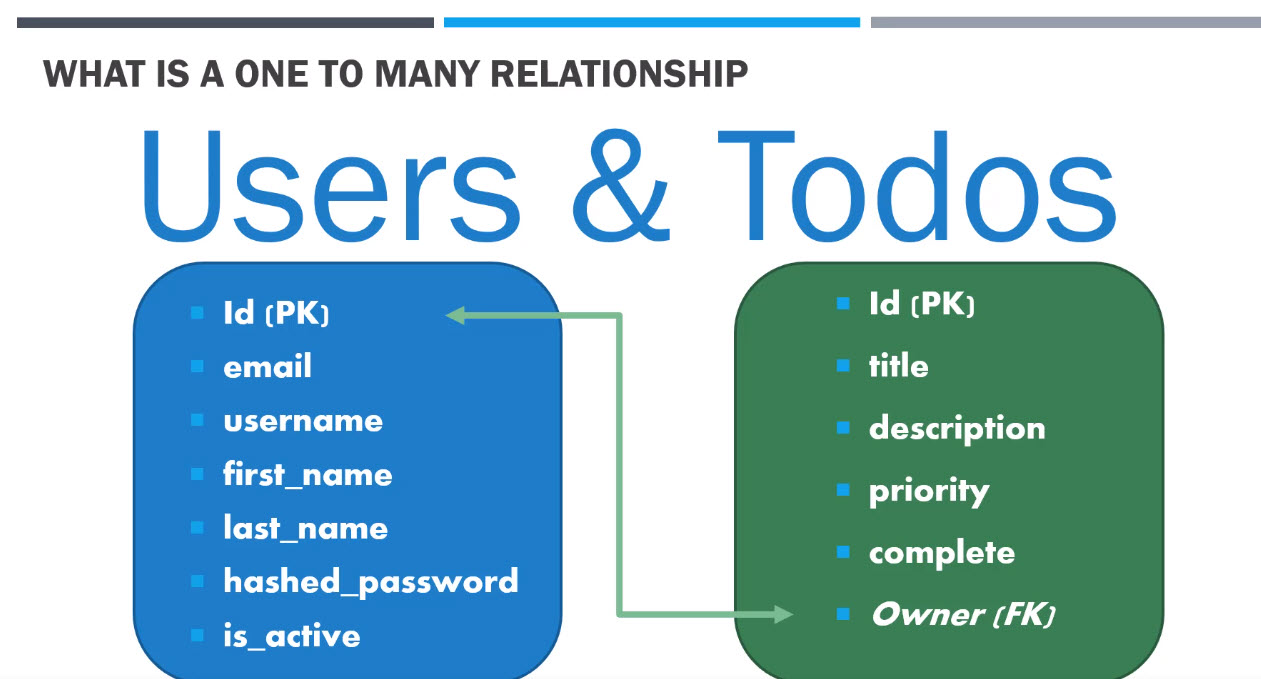 WHAT IS A ONE TO MANY RELATIONSHIP
Users & Todos
Id (PK)
email
username
first_name
last_name
hashed_password
is_active
Id (PK)
title
description
priority
complete
Owner (FK)